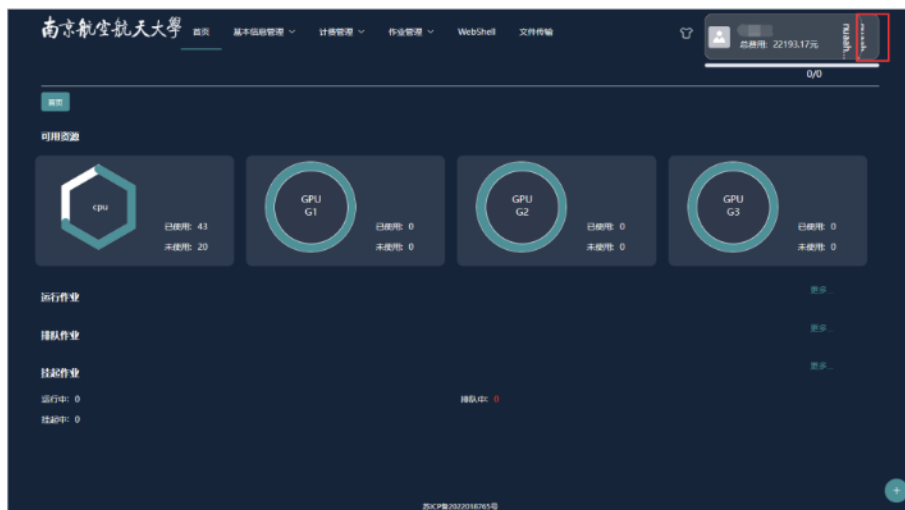 南京航空航天大學 首页 基本信息管理 计费管理 作业管理 WebShell 文件传输
总费用: 22193.17元
nuaah...
0/0
首页
可用资源
cpu
已使用: 43
未使用: 20
GPU
G1
已使用: 0
未使用: 0
GPU
G2
已使用: 0
未使用: 0
GPU
G3
已使用: 0
未使用: 0
运行作业 更多...
排队作业 更多...
挂起作业 更多...
运行中: 0 排队中: 0
挂起中: 0
苏ICP备2022018765号